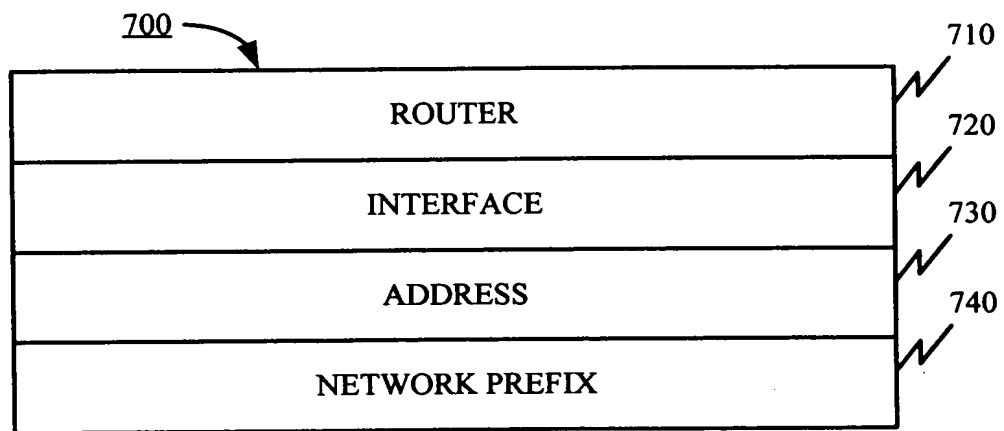 700
710
ROUTER
720
INTERFACE
730
ADDRESS
740
NETWORK PREFIX